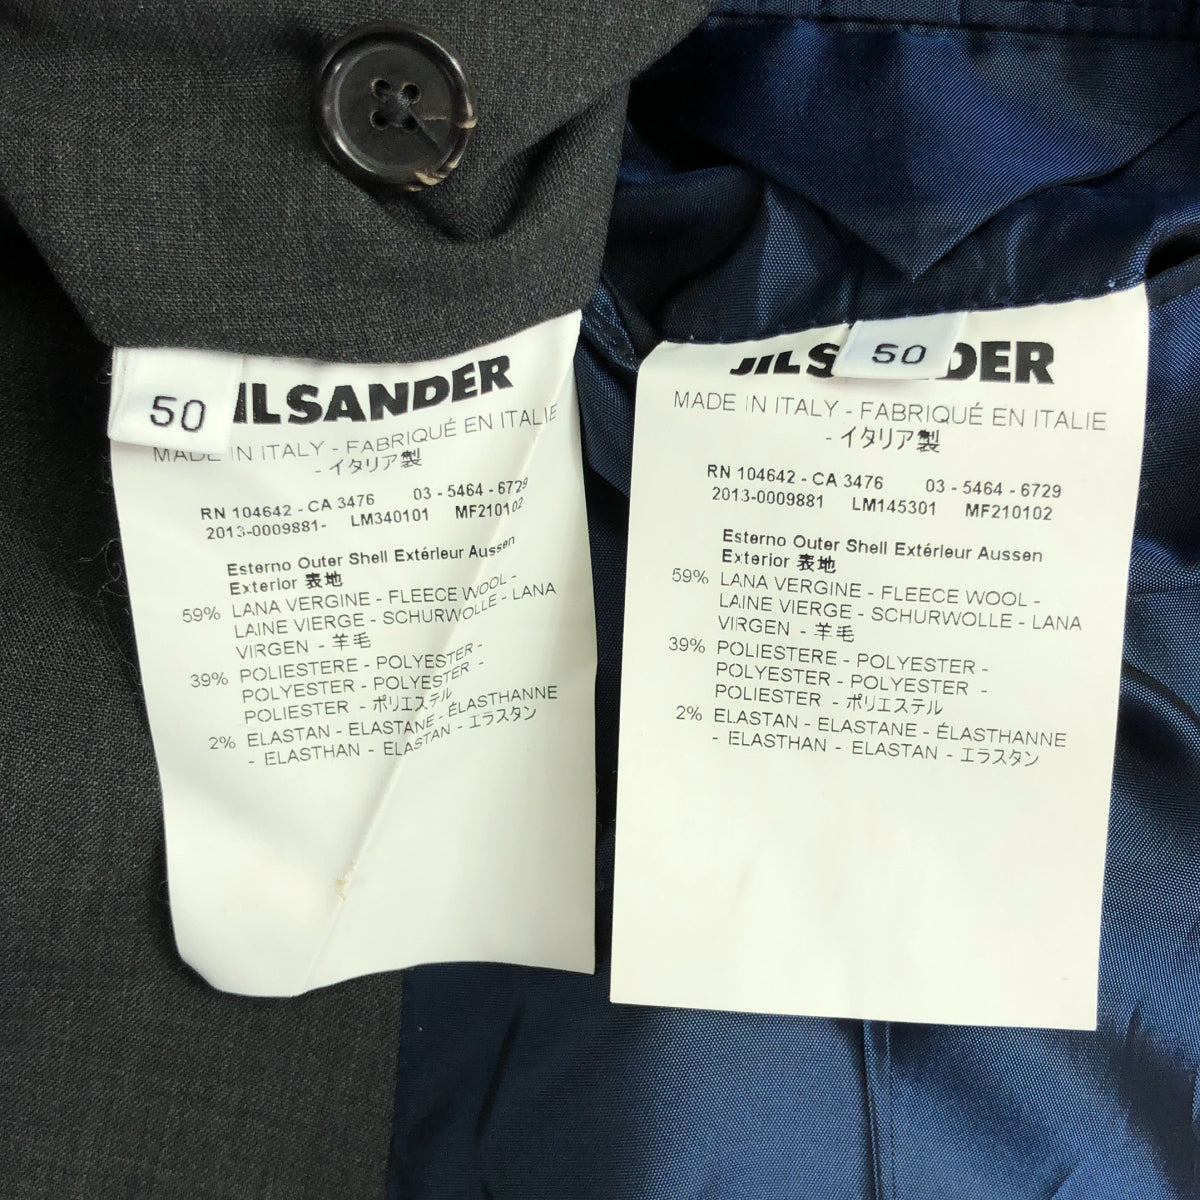 50
JIL SANDER
MADE IN ITALY - FABRIQUÉ EN ITALIE
- イタリア製
RN 104642 - CA 3476 03 - 5464 - 6729
2013-0009881- LM340101 MF210102
Esterno Outer Shell Extérieur Aussen
Exterior 表地
59% LANA VERGINE - FLEECE WOOL -
LAINE VIERGE - SCHURWOLLE - LANA
VIRGEN - 羊毛
39% POLIESTERE - POLYESTER -
POLYESTER - POLYESTER -
POLIESTER - ポリエステル
2% ELASTAN - ELASTANE - ÉLASTHANNE
- ELASTHAN - ELASTAN - エラスタン
50
JIL SANDER
MADE IN ITALY - FABRIQUÉ EN ITALIE
- イタリア製
RN 104642 - CA 3476 03 - 5464 - 6729
2013-0009881 LM145301 MF210102
Esterno Outer Shell Extérieur Aussen
Exterior 表地
59% LANA VERGINE - FLEECE WOOL -
LAINE VIERGE - SCHURWOLLE - LANA
VIRGEN - 羊毛
39% POLIESTERE - POLYESTER -
POLYESTER - POLYESTER -
POLIESTER - ポリエステル
2% ELASTAN - ELASTANE - ÉLASTHANNE
- ELASTHAN - ELASTAN - エラスタン